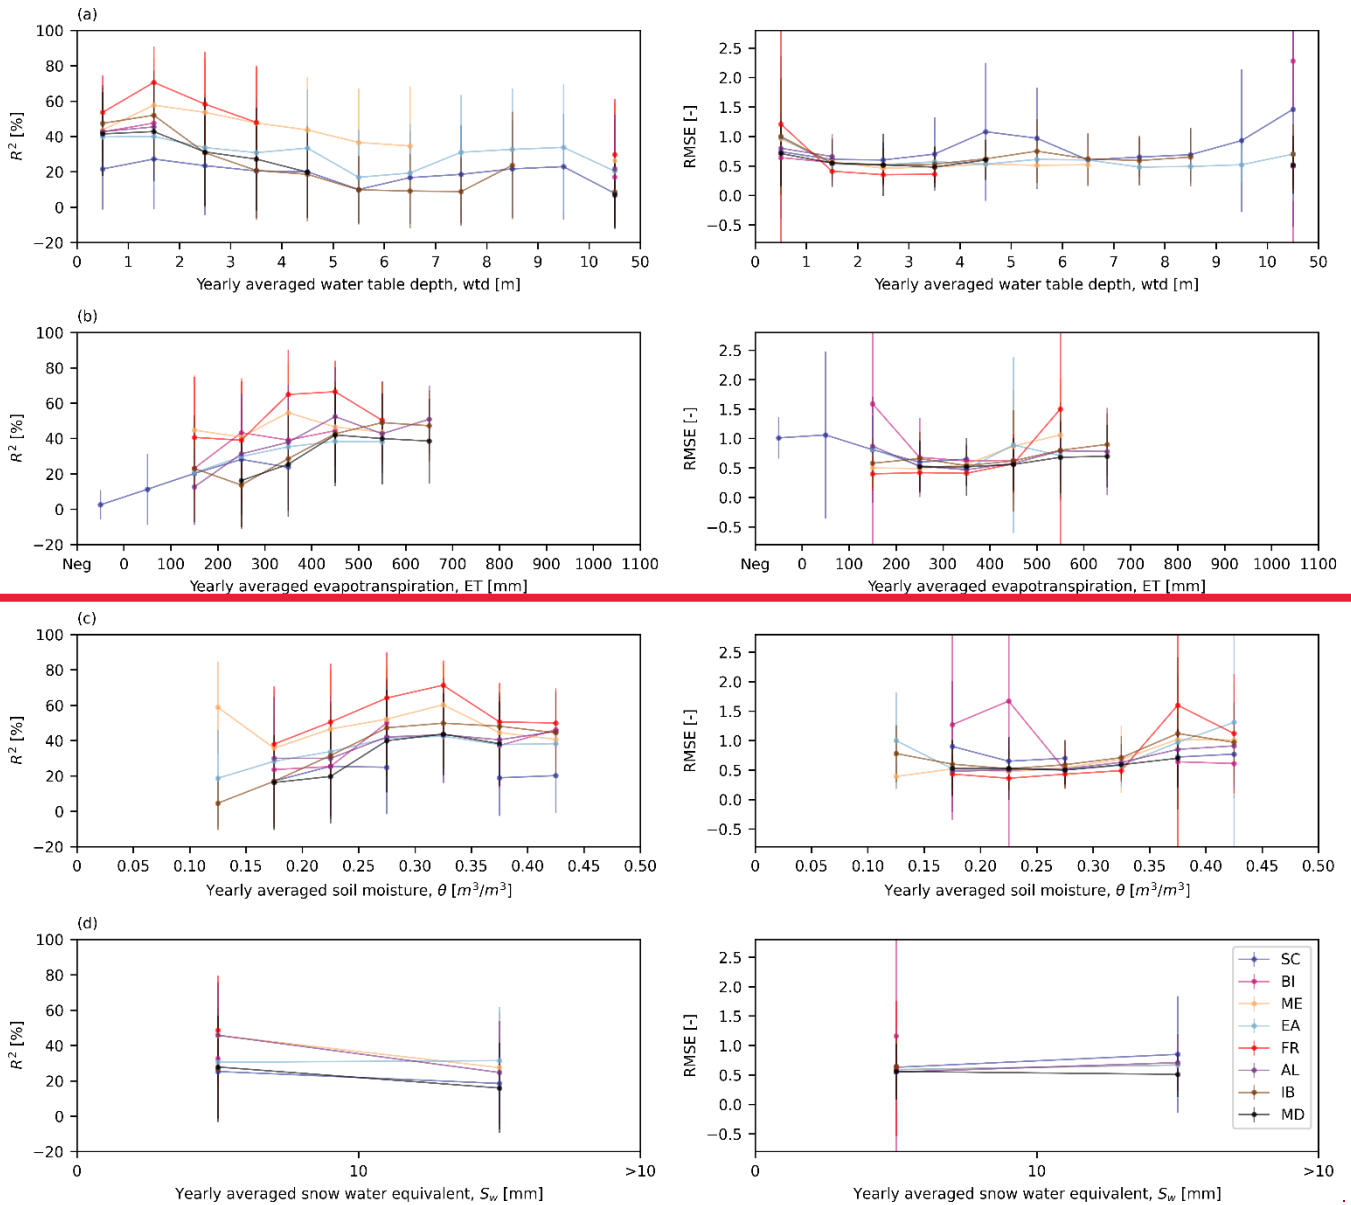 (a)
100
80
60
40
20
0
−20
R² [%]
0 1 2 3 4 5 6 7 8 9 10 50
Yearly averaged water table depth, wtd [m]
2.5
2.0
1.5
1.0
0.5
0.0
−0.5
RMSE [-]
0 1 2 3 4 5 6 7 8 9 10 50
Yearly averaged water table depth, wtd [m]
(b)
100
80
60
40
20
0
−20
R² [%]
Neg 0 100 200 300 400 500 600 700 800 900 1000 1100
Yearly averaged evapotranspiration, ET [mm]
2.5
2.0
1.5
1.0
0.5
0.0
−0.5
RMSE [-]
Neg 0 100 200 300 400 500 600 700 800 900 1000 1100
Yearly averaged evapotranspiration, ET [mm]
(c)
100
80
60
40
20
0
−20
R² [%]
0 0.05 0.10 0.15 0.20 0.25 0.30 0.35 0.40 0.45 0.50
Yearly averaged soil moisture, θ [m³/m³]
2.5
2.0
1.5
1.0
0.5
0.0
−0.5
RMSE [-]
0 0.05 0.10 0.15 0.20 0.25 0.30 0.35 0.40 0.45 0.50
Yearly averaged soil moisture, θ [m³/m³]
(d)
100
80
60
40
20
0
−20
R² [%]
0 10 >10
Yearly averaged snow water equivalent, S_w [mm]
2.5
2.0
1.5
1.0
0.5
0.0
−0.5
RMSE [-]
0 10 >10
Yearly averaged snow water equivalent, S_w [mm]
SC
BI
ME
EA
FR
AL
IB
MD